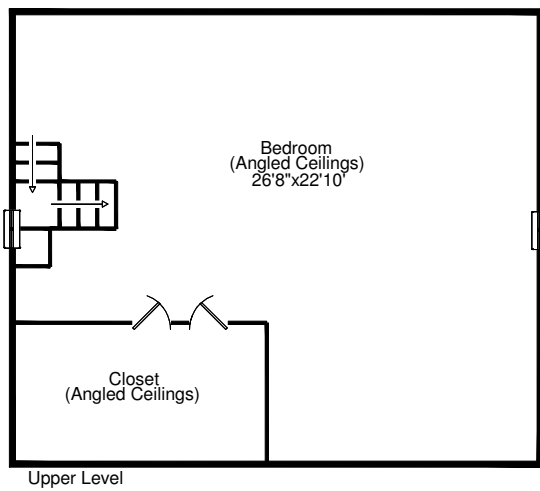 Bedroom
(Angled Ceilings)
26'8"x22'10'
Closet
(Angled Ceilings)
Upper Level